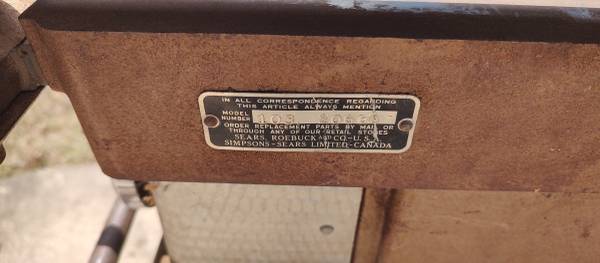 IN ALL CORRESPONDENCE REGARDING
THIS ARTICLE ALWAYS MENTION
MODEL
NUMBER 103
ORDER REPLACEMENT PARTS BY MAIL OR
THROUGH ANY OF OUR RETAIL STORES
SEARS, ROEBUCK AND CO.-U.S.A.
SIMPSONS-SEARS LIMITED-CANADA